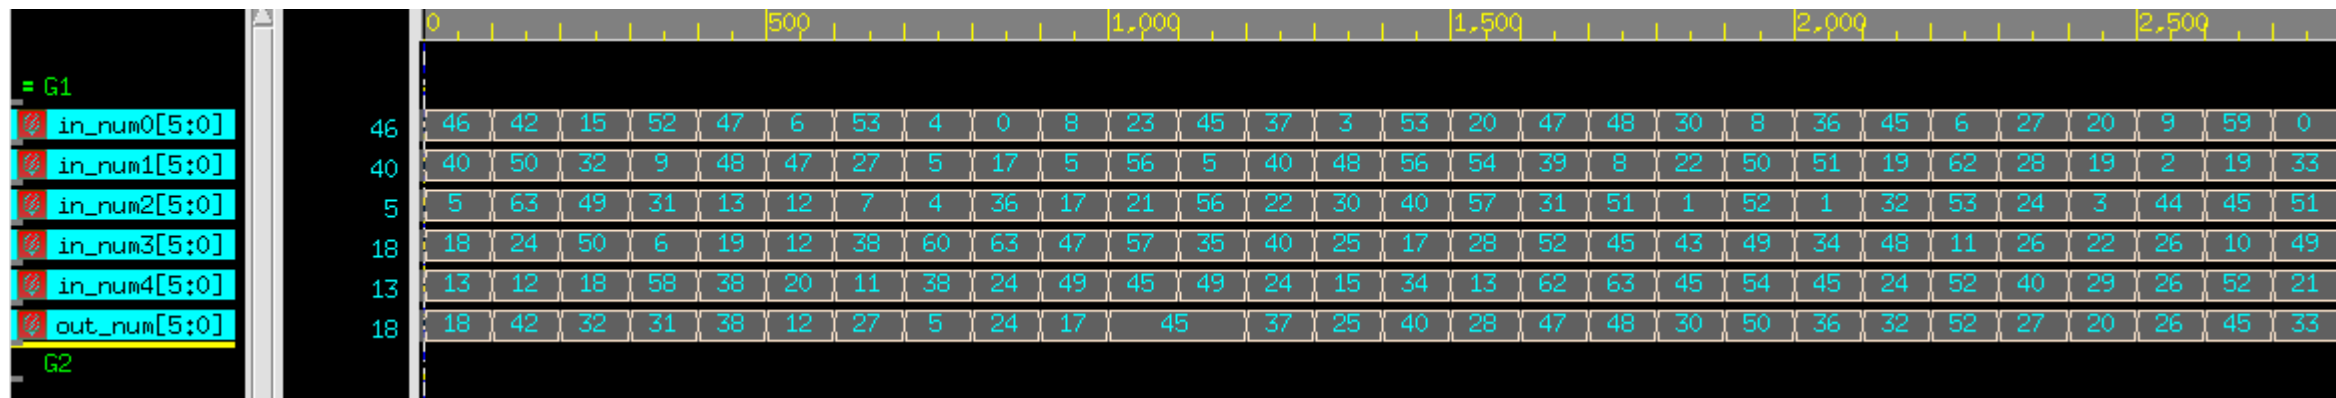 0 500 1,000 1,500 2,000 2,500
= G1
in_num0[5:0] 46 46 42 15 52 47 6 53 4 0 8 23 45 37 3 53 20 47 48 30 8 36 45 6 27 20 9 59 0
in_num1[5:0] 40 40 50 32 9 48 47 27 5 17 5 56 5 40 48 56 54 39 8 22 50 51 19 62 28 19 2 19 33
in_num2[5:0] 5 5 63 49 31 13 12 7 4 36 17 21 56 22 30 40 57 31 51 1 52 1 32 53 24 3 44 45 51
in_num3[5:0] 18 18 24 50 6 19 12 38 60 63 47 57 35 40 25 17 28 52 45 43 49 34 48 11 26 22 26 10 49
in_num4[5:0] 13 13 12 18 58 38 20 11 38 24 49 45 49 24 15 34 13 62 63 45 54 45 24 52 40 29 26 52 21
out_num[5:0] 18 18 42 32 31 38 12 27 5 24 17 45 37 25 40 28 47 48 30 50 36 32 52 27 20 26 45 33
G2